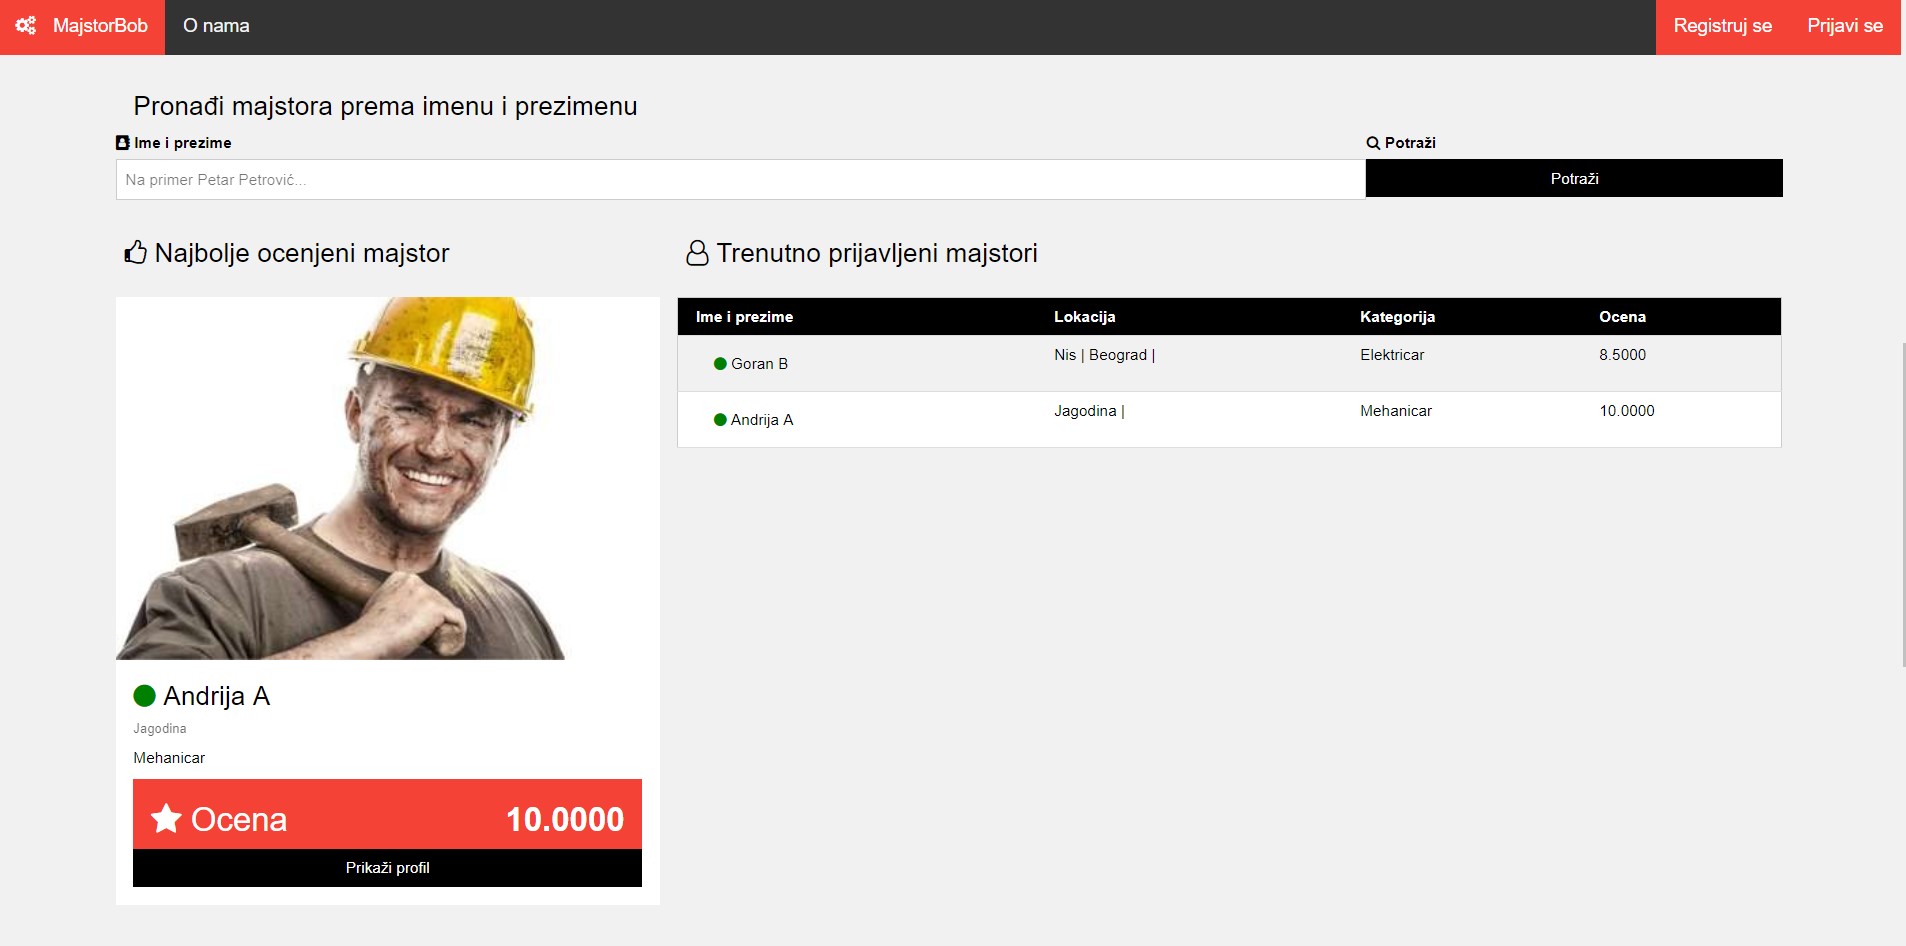 MajstorBob O nama Registruj se Prijavi se
Pronađi majstora prema imenu i prezimenu
Ime i prezime Potraži
Na primer Petar Petrović... Potraži
Najbolje ocenjeni majstor
Trenutno prijavljeni majstori
Ime i prezime Lokacija Kategorija Ocena
Goran B Nis | Beograd | Elektricar 8.5000
Andrija A Jagodina | Mehanicar 10.0000
Andrija A
Jagodina
Mehanicar
Ocena 10.0000
Prikaži profil